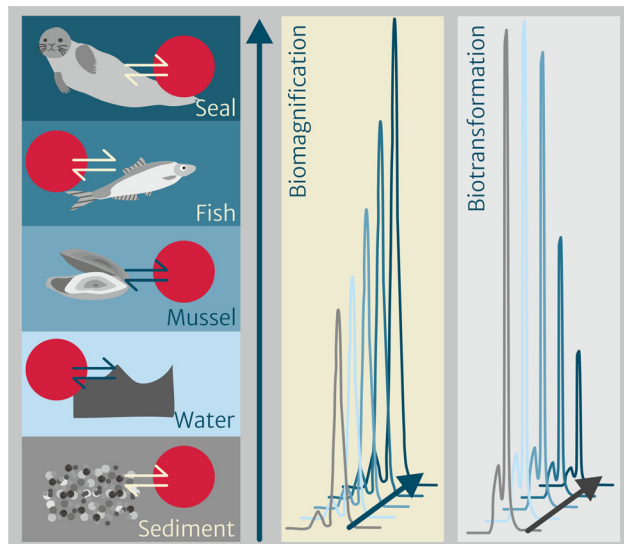 Seal
Fish
Mussel
Water
Sediment
Biomagnification
Biotransformation